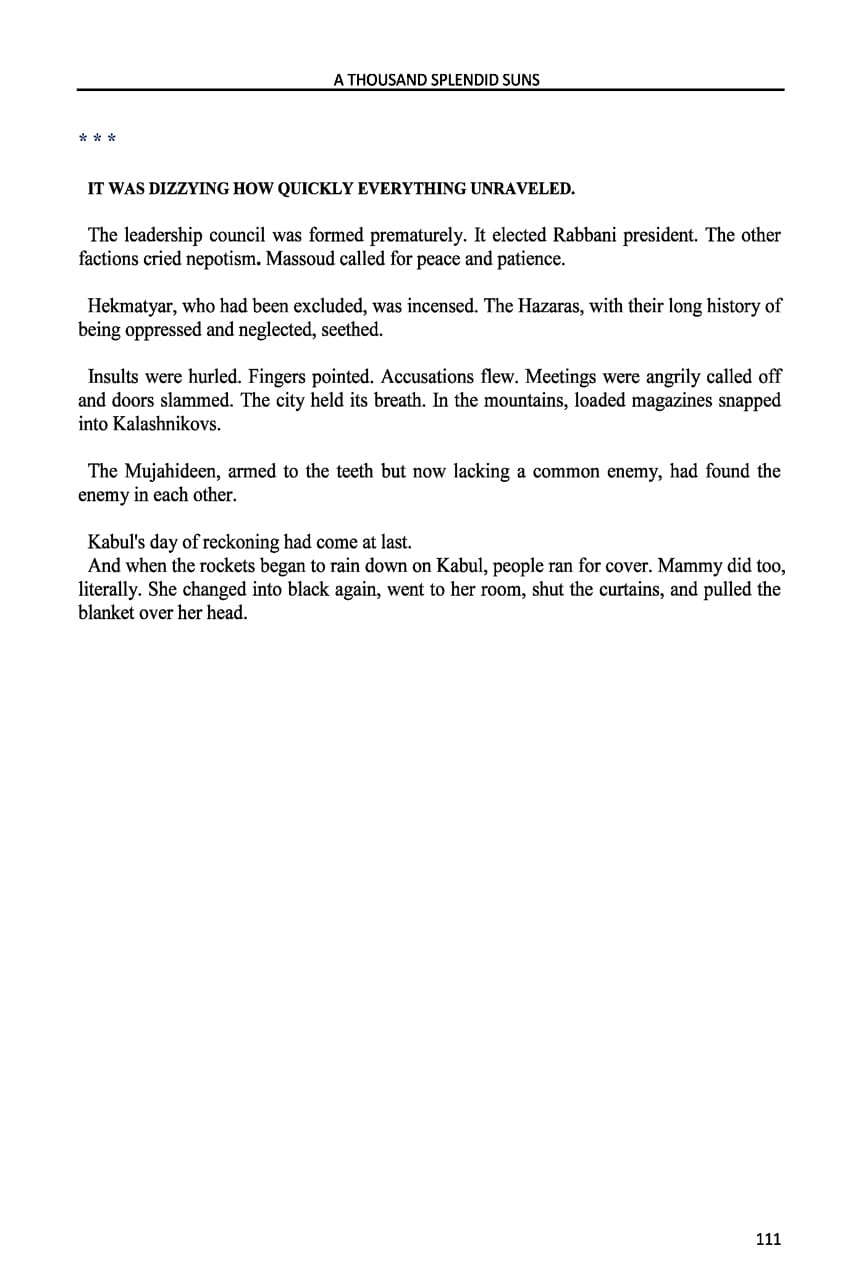 A THOUSAND SPLENDID SUNS
* * *
IT WAS DIZZYING HOW QUICKLY EVERYTHING UNRAVELED.
The leadership council was formed prematurely. It elected Rabbani president. The other
factions cried nepotism. Massoud called for peace and patience.
Hekmatyar, who had been excluded, was incensed. The Hazaras, with their long history of
being oppressed and neglected, seethed.
Insults were hurled. Fingers pointed. Accusations flew. Meetings were angrily called off
and doors slammed. The city held its breath. In the mountains, loaded magazines snapped
into Kalashnikovs.
The Mujahideen, armed to the teeth but now lacking a common enemy, had found the
enemy in each other.
Kabul's day of reckoning had come at last.
And when the rockets began to rain down on Kabul, people ran for cover. Mammy did too,
literally. She changed into black again, went to her room, shut the curtains, and pulled the
blanket over her head.
111